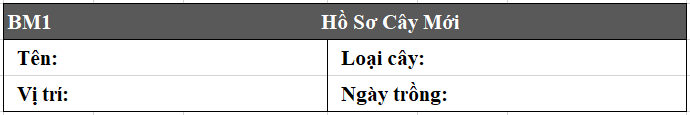 BM1 Hồ Sơ Cây Mới
Tên: Loại cây:
Vị trí: Ngày trồng: